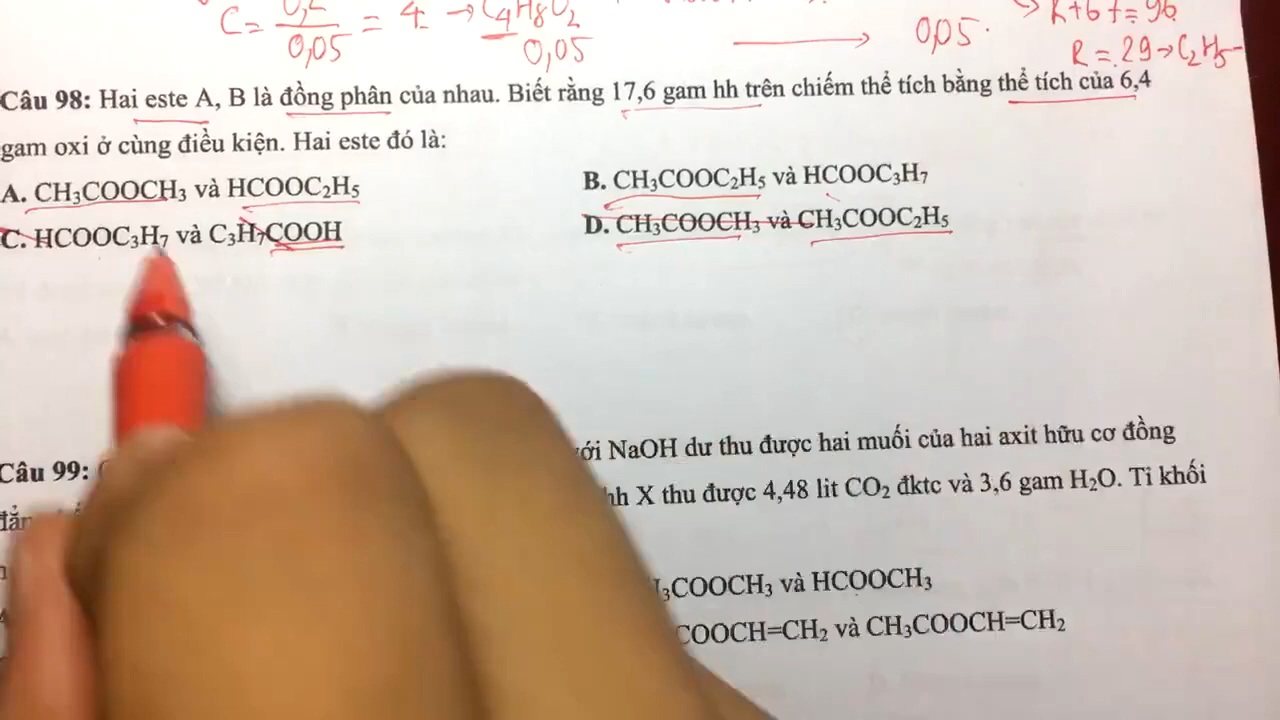 C = 0,2 / 0,05 = 4 → C4H8O2
0,05
0,05.
R = 29 → C2H5-
Câu 98: Hai este A, B là đồng phân của nhau. Biết rằng 17,6 gam hh trên chiếm thể tích bằng thể tích của 6,4
gam oxi ở cùng điều kiện. Hai este đó là:
A. CH₃COOCH₃ và HCOOC₂H₅
B. CH₃COOC₂H₅ và HCOOC₃H₇
C. HCOOC₃H₇ và C₃H₇COOH
D. CH₃COOCH₃ và CH₃COOC₂H₅
Câu 99:
với NaOH dư thu được hai muối của hai axit hữu cơ đồng
hh X thu được 4,48 lit CO₂ đktc và 3,6 gam H₂O. Tỉ khối
₃COOCH₃ và HCOOCH₃
COOCH=CH₂ và CH₃COOCH=CH₂